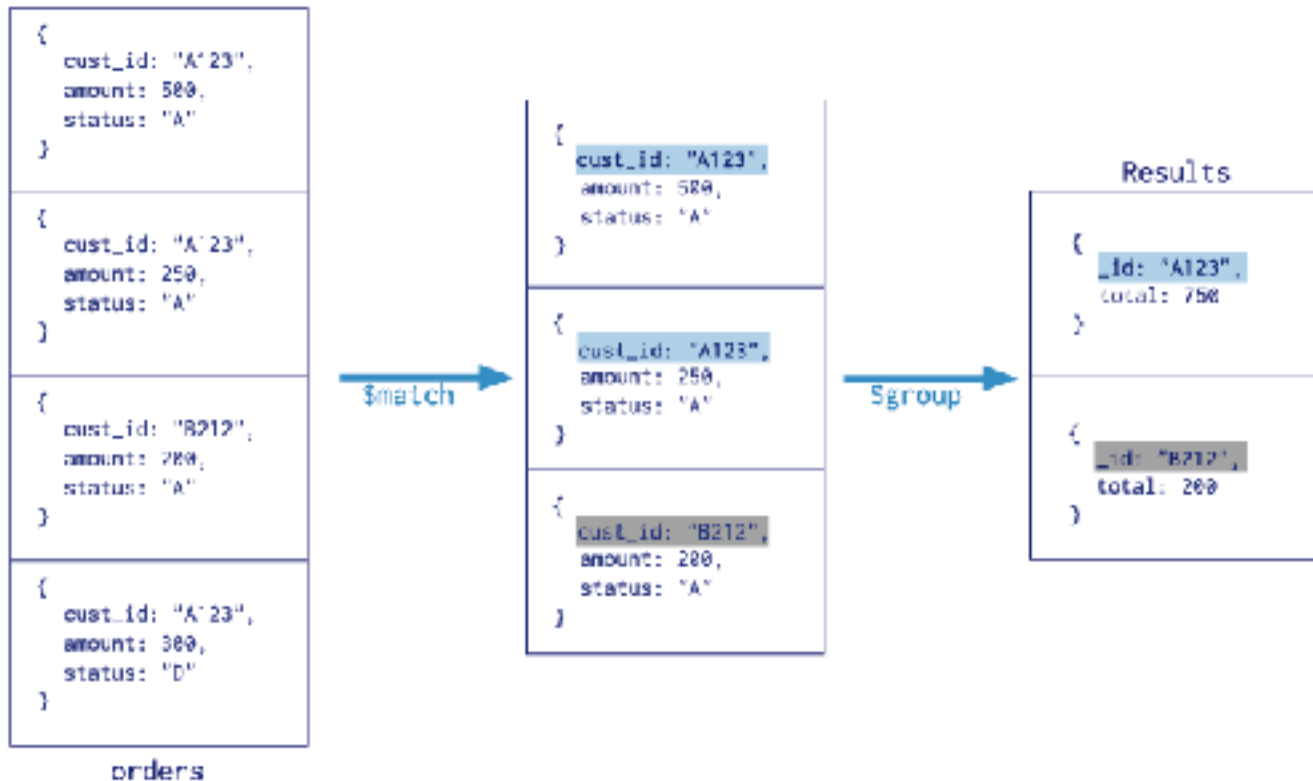 {
cust_id: "A123",
amount: 500,
status: "A"
}
{
cust_id: "A123",
amount: 250,
status: "A"
}
{
cust_id: "B212",
amount: 200,
status: "A"
}
{
cust_id: "A123",
amount: 300,
status: "D"
}
orders
$match
{
cust_id: "A123",
amount: 500,
status: "A"
}
{
cust_id: "A123",
amount: 250,
status: "A"
}
{
cust_id: "B212",
amount: 200,
status: "A"
}
$group
Results
{
_id: "A123",
total: 750
}
{
_id: "B212",
total: 200
}